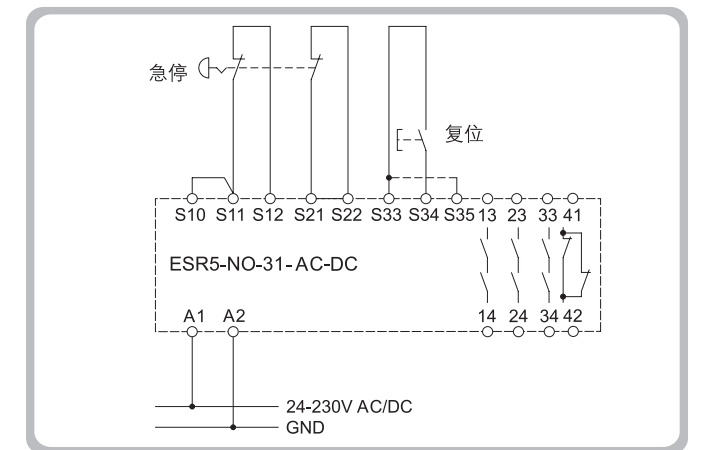 急停
复位
S10 S11 S12 S21 S22 S33 S34 S35 13 23 33 41
ESR5-NO-31-AC-DC
A1 A2 14 24 34 42
24-230V AC/DC
GND